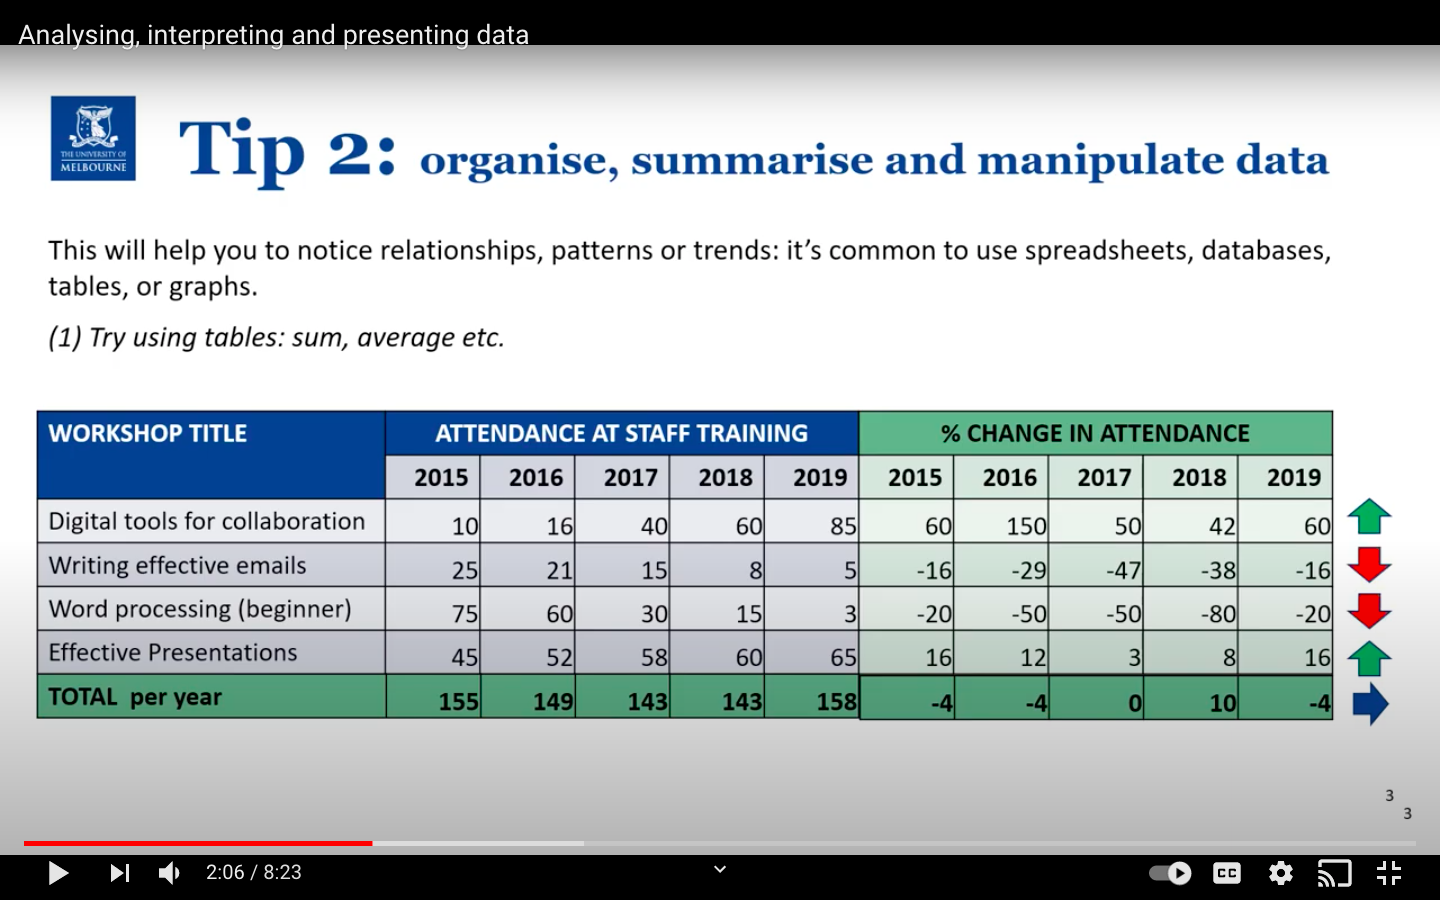 Analysing, interpreting and presenting data
THE UNIVERSITY OF
MELBOURNE
Tip 2: organise, summarise and manipulate data
This will help you to notice relationships, patterns or trends: it's common to use spreadsheets, databases,
tables, or graphs.
(1) Try using tables: sum, average etc.
WORKSHOP TITLE ATTENDANCE AT STAFF TRAINING % CHANGE IN ATTENDANCE
2015 2016 2017 2018 2019 2015 2016 2017 2018 2019
Digital tools for collaboration 10 16 40 60 85 60 150 50 42 60
Writing effective emails 25 21 15 8 5 -16 -29 -47 -38 -16
Word processing (beginner) 75 60 30 15 3 -20 -50 -50 -80 -20
Effective Presentations 45 52 58 60 65 16 12 3 8 16
TOTAL per year 155 149 143 143 158 -4 -4 0 10 -4
3
3
2:06 / 8:23
CC